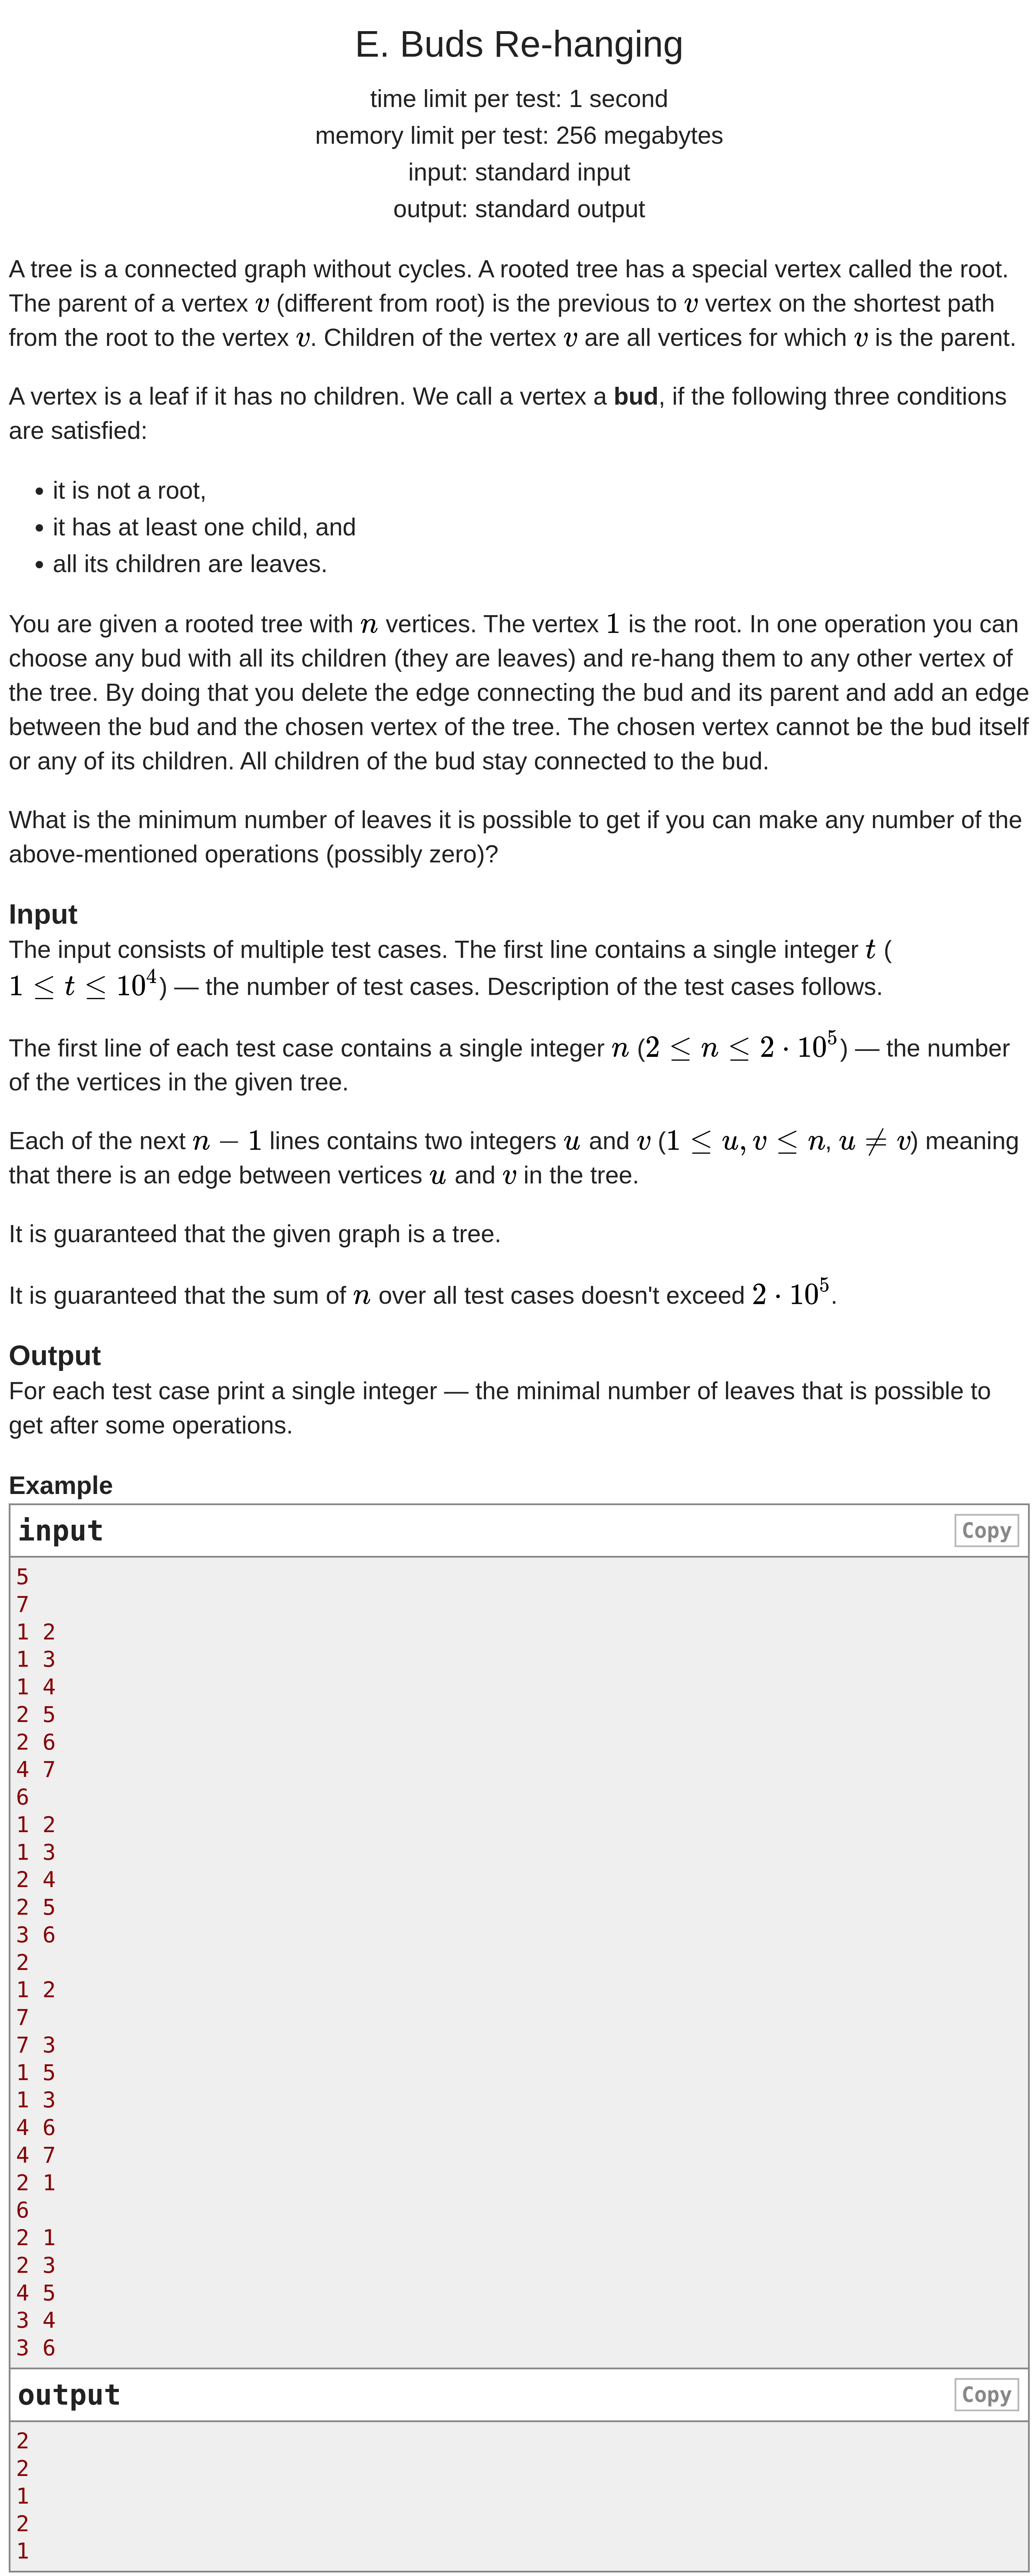 E. Buds Re-hanging
time limit per test: 1 second
memory limit per test: 256 megabytes
input: standard input
output: standard output
A tree is a connected graph without cycles. A rooted tree has a special vertex called the root.
The parent of a vertex v (different from root) is the previous to v vertex on the shortest path
from the root to the vertex v. Children of the vertex v are all vertices for which v is the parent.
A vertex is a leaf if it has no children. We call a vertex a bud, if the following three conditions
are satisfied:
• it is not a root,
• it has at least one child, and
• all its children are leaves.
You are given a rooted tree with n vertices. The vertex 1 is the root. In one operation you can
choose any bud with all its children (they are leaves) and re-hang them to any other vertex of
the tree. By doing that you delete the edge connecting the bud and its parent and add an edge
between the bud and the chosen vertex of the tree. The chosen vertex cannot be the bud itself
or any of its children. All children of the bud stay connected to the bud.
What is the minimum number of leaves it is possible to get if you can make any number of the
above-mentioned operations (possibly zero)?
Input
The input consists of multiple test cases. The first line contains a single integer t (
1 ≤ t ≤ 10^4) — the number of test cases. Description of the test cases follows.
The first line of each test case contains a single integer n (2 ≤ n ≤ 2 · 10^5) — the number
of the vertices in the given tree.
Each of the next n − 1 lines contains two integers u and v (1 ≤ u, v ≤ n, u ≠ v) meaning
that there is an edge between vertices u and v in the tree.
It is guaranteed that the given graph is a tree.
It is guaranteed that the sum of n over all test cases doesn't exceed 2 · 10^5.
Output
For each test case print a single integer — the minimal number of leaves that is possible to
get after some operations.
Example
input Copy
5
7
1 2
1 3
1 4
2 5
2 6
4 7
6
1 2
1 3
2 4
2 5
3 6
2
1 2
7
7 3
1 5
1 3
4 6
4 7
2 1
6
2 1
2 3
4 5
3 4
3 6
output Copy
2
2
1
2
1